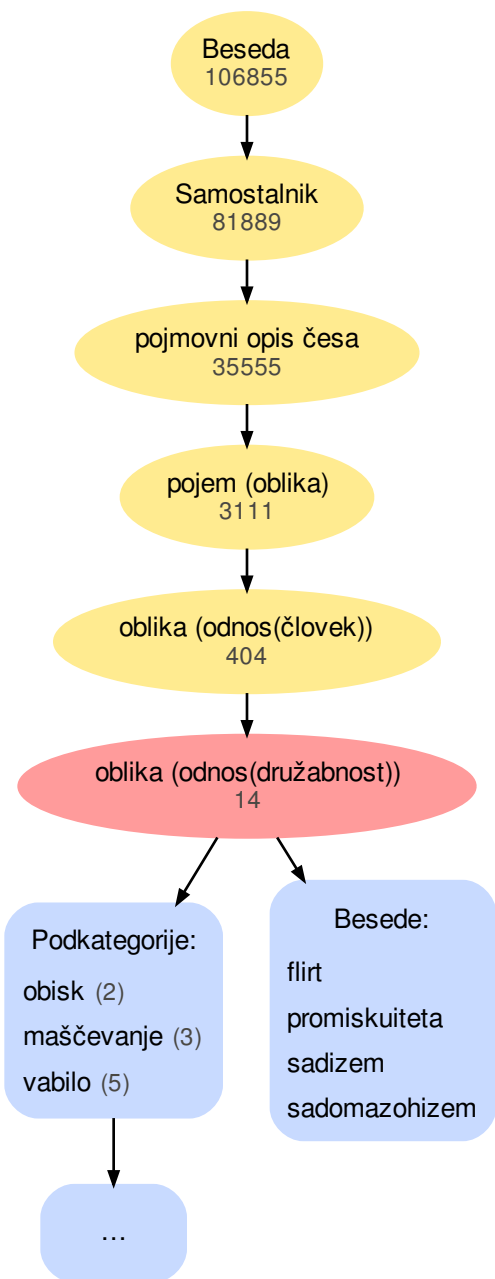 Beseda
106855
Samostalnik
81889
pojmovni opis česa
35555
pojem (oblika)
3111
oblika (odnos(človek))
404
oblika (odnos(družabnost))
14
Podkategorije:
obisk (2)
maščevanje (3)
vabilo (5)
...
Besede:
flirt
promiskuiteta
sadizem
sadomazohizem